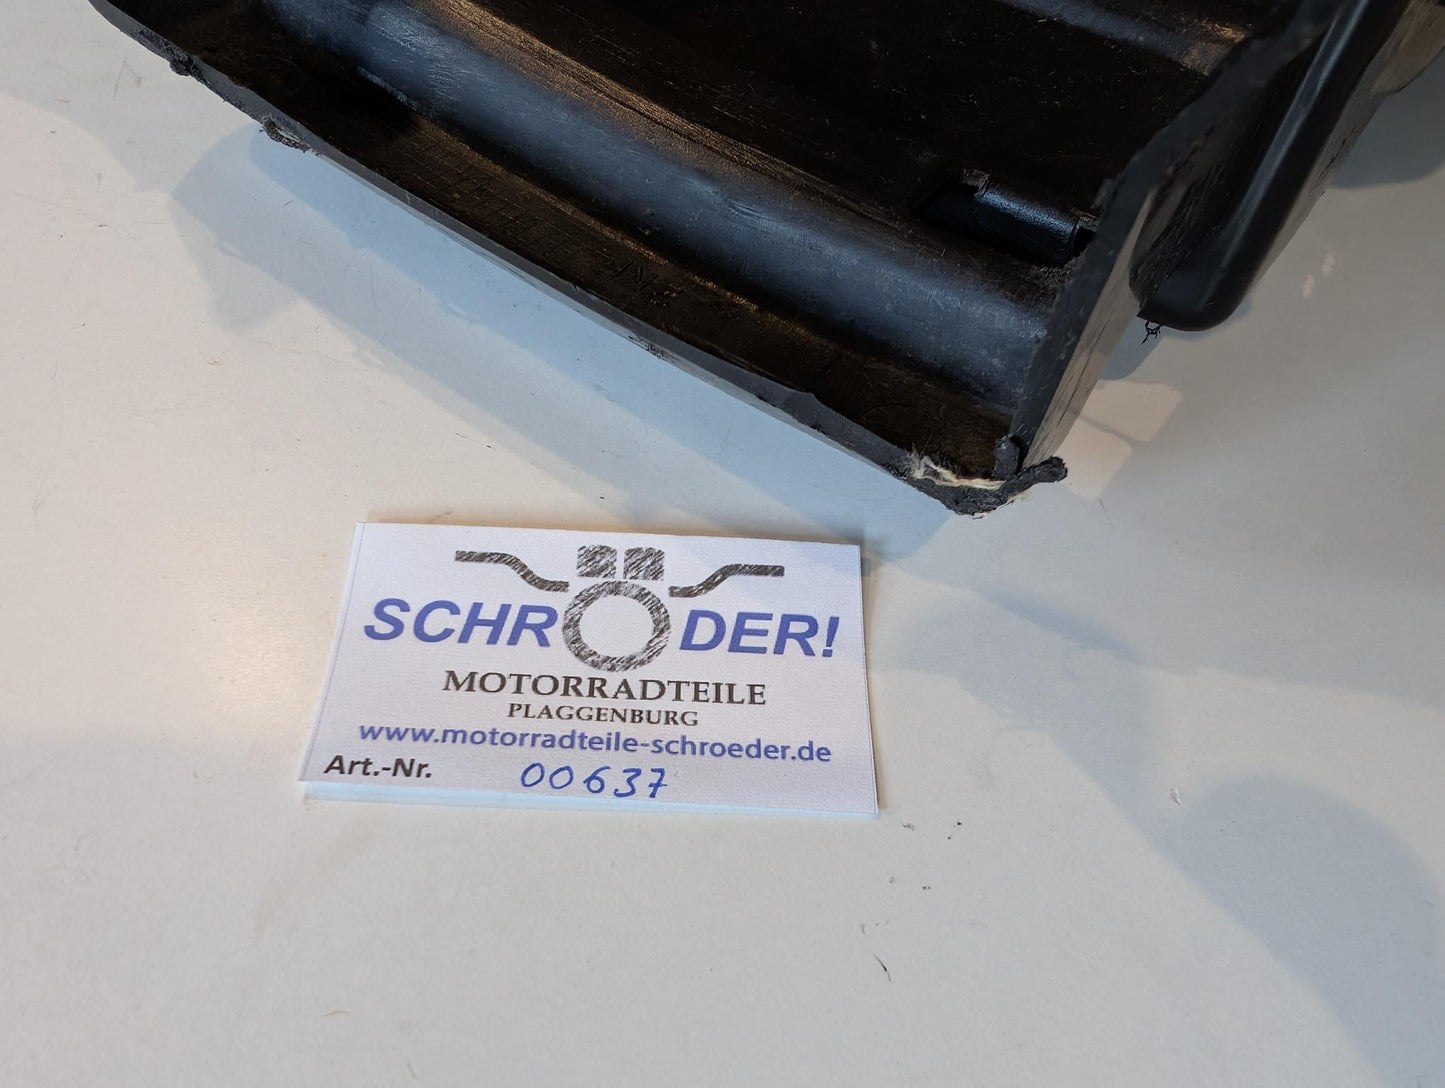 SCHRÖDER!
MOTORRADTEILE
PLAGGENBURG
www.motorradteile-schroeder.de
Art.-Nr. 00637